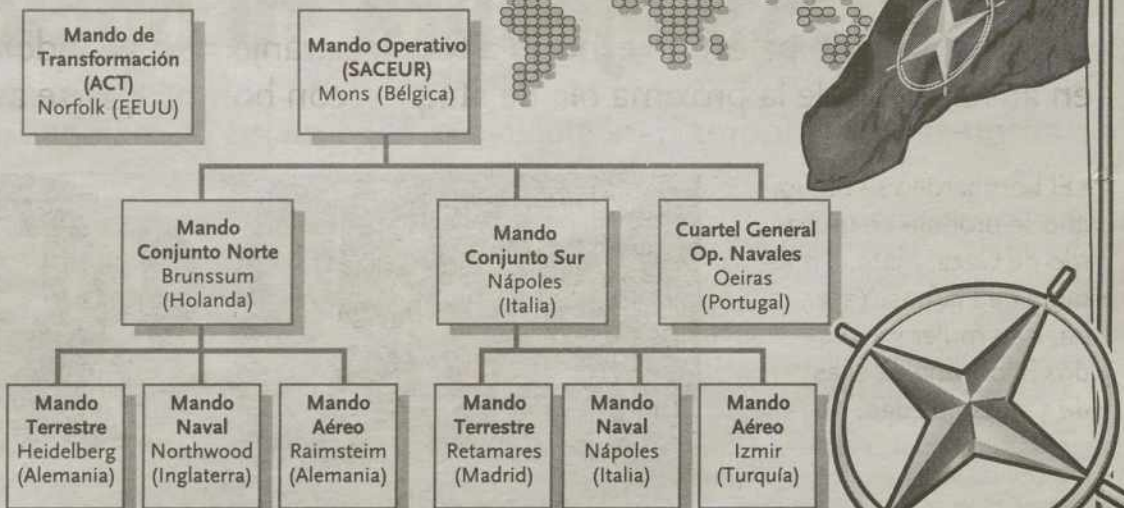 Mando de
Transformación
(ACT)
Norfolk (EEUU)
Mando Operativo
(SACEUR)
Mons (Bélgica)
Mando
Conjunto Norte
Brunssum
(Holanda)
Mando
Conjunto Sur
Nápoles
(Italia)
Cuartel General
Op. Navales
Oeiras
(Portugal)
Mando
Terrestre
Heidelberg
(Alemania)
Mando
Naval
Northwood
(Inglaterra)
Mando
Aéreo
Raimsteim
(Alemania)
Mando
Terrestre
Retamares
(Madrid)
Mando
Naval
Nápoles
(Italia)
Mando
Aéreo
Izmir
(Turquía)